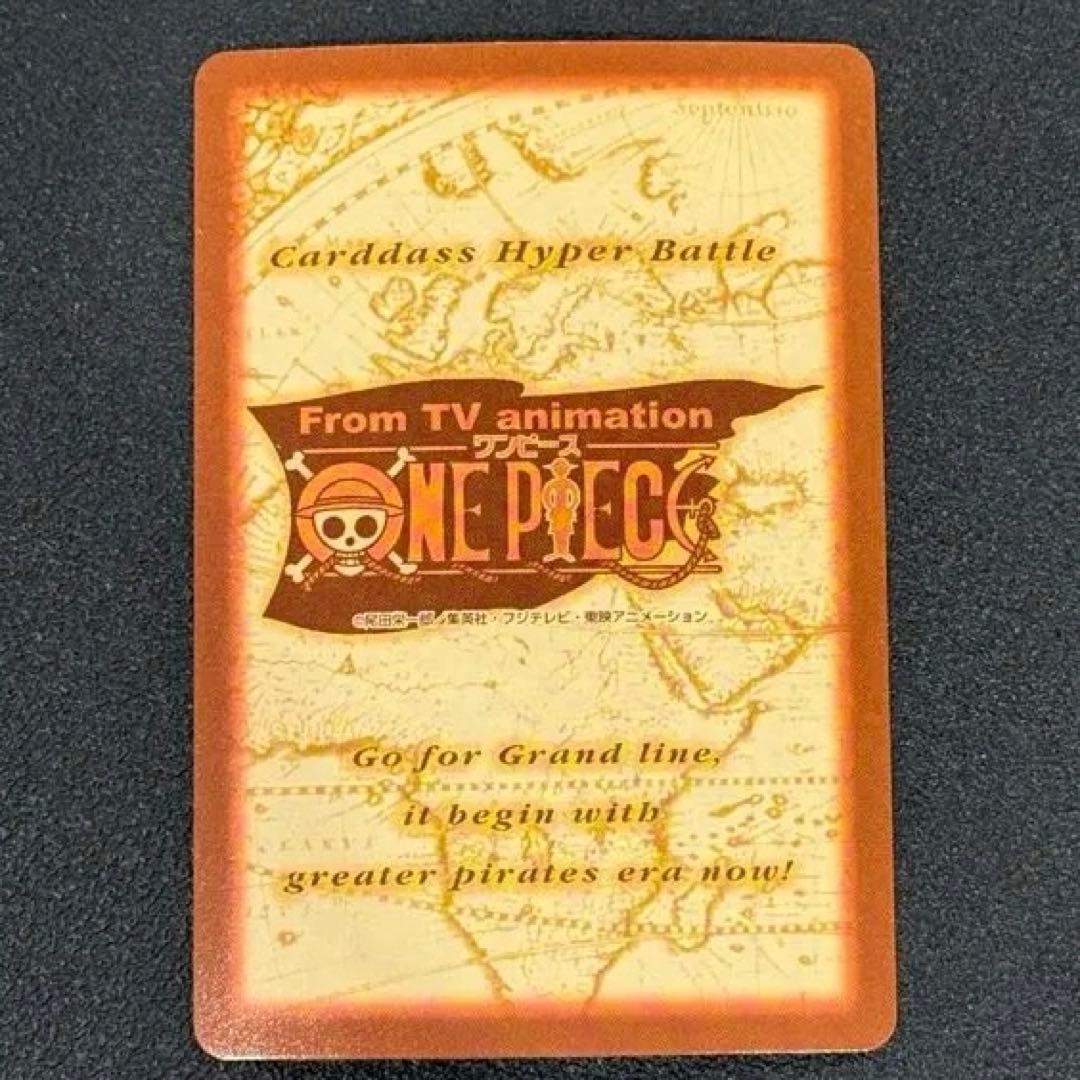 Septentrio
Carddass Hyper Battle
From TV animation
ワンピース
ONE PIECE
©尾田栄一郎/集英社・フジテレビ・東映アニメーション
Go for Grand line,
it begin with
greater pirates era now!